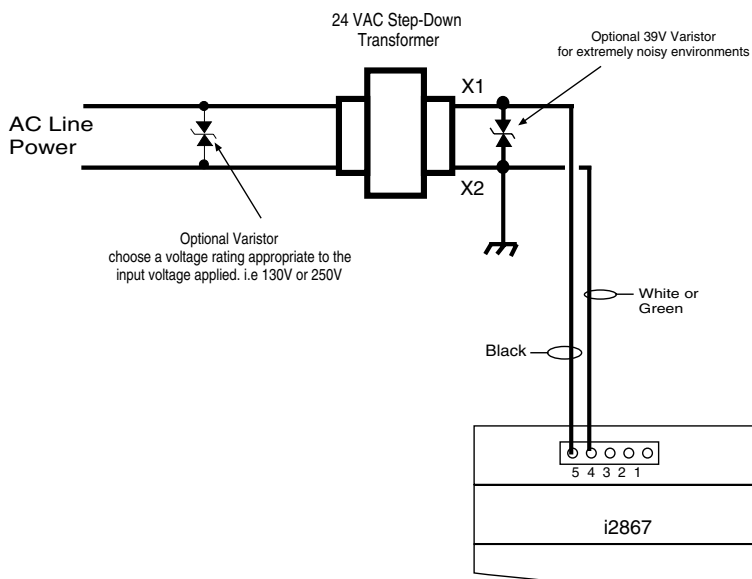 24 VAC Step-Down
Transformer
Optional 39V Varistor
for extremely noisy environments
X1
AC Line
Power
X2
Optional Varistor
choose a voltage rating appropriate to the
input voltage applied. i.e 130V or 250V
White or
Green
Black
5 4 3 2 1
i2867